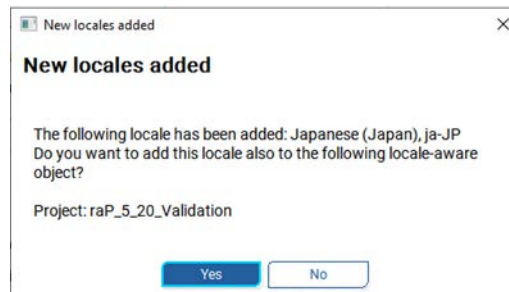 New locales added
New locales added
The following locale has been added: Japanese (Japan), ja-JP
Do you want to add this locale also to the following locale-aware
object?
Project: raP_5_20_Validation
Yes No